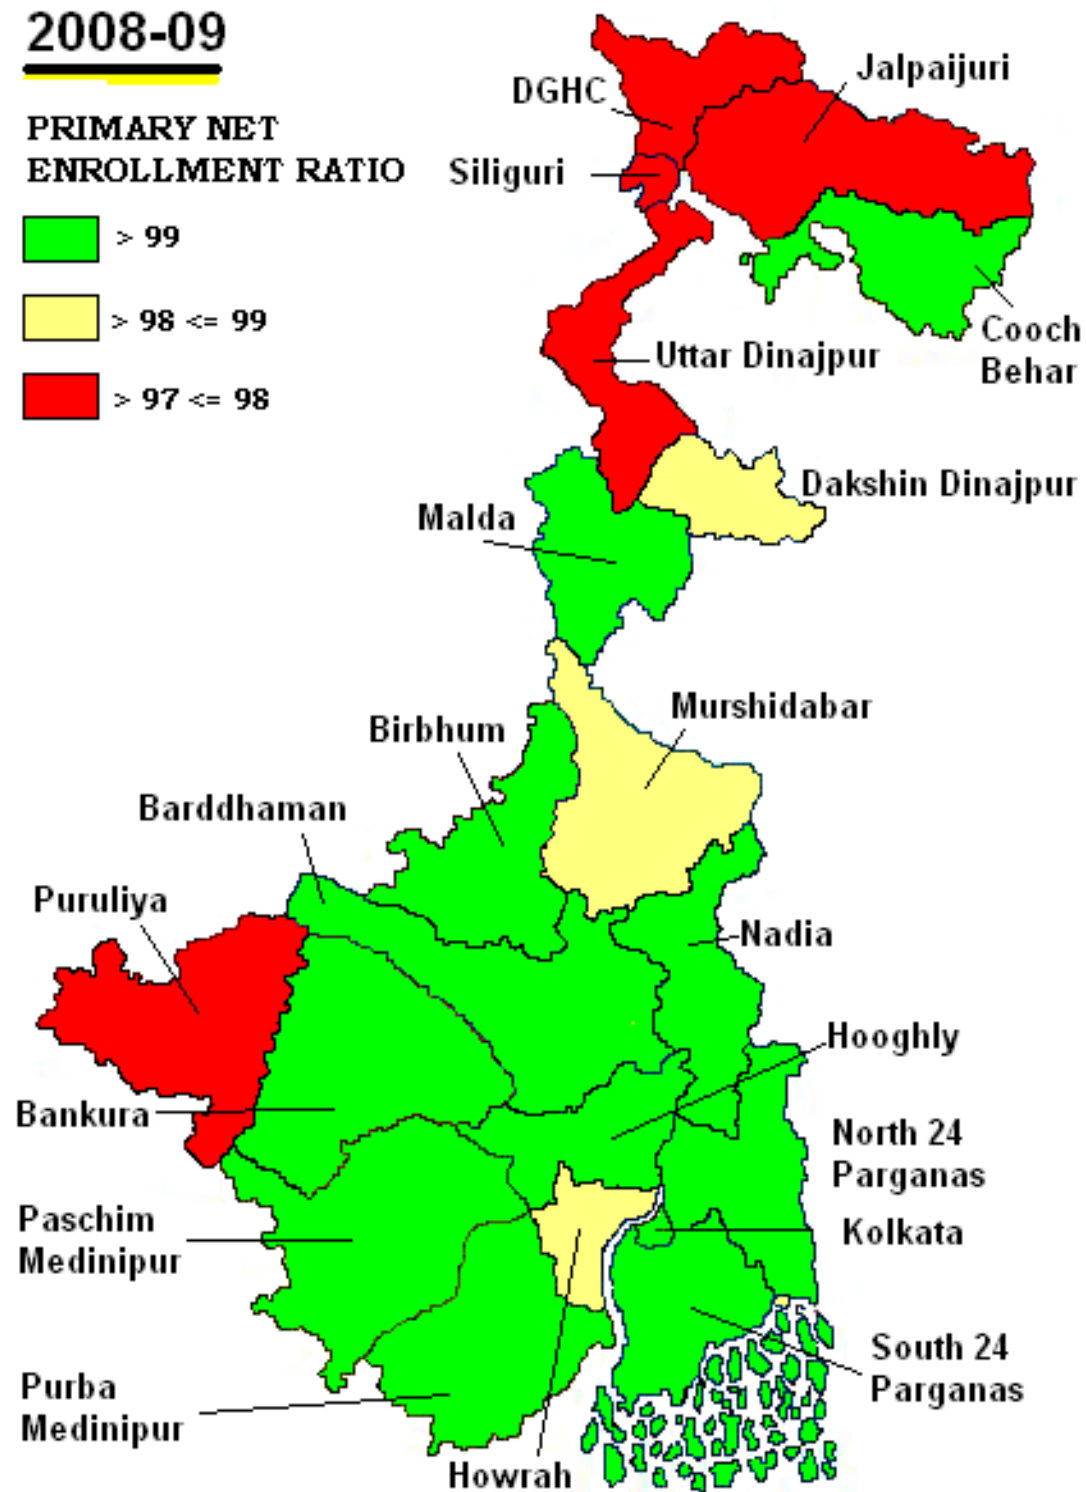 2008-09
PRIMARY NET
ENROLLMENT RATIO
> 99
> 98 <= 99
> 97 <= 98
DGHC
Jalpaijuri
Siliguri
Cooch
Behar
Uttar Dinajpur
Dakshin Dinajpur
Malda
Murshidabar
Birbhum
Barddhaman
Puruliya
Nadia
Hooghly
Bankura
North 24
Parganas
Paschim
Medinipur
Kolkata
South 24
Parganas
Purba
Medinipur
Howrah